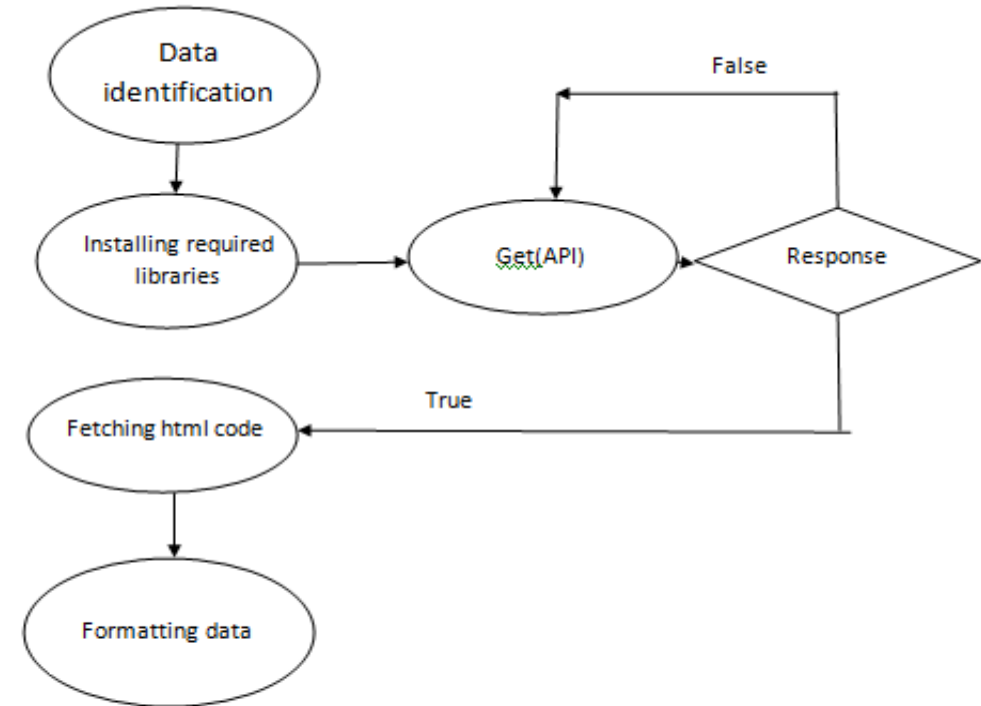 Data
identification
False
Installing required
libraries
Get(API)
Response
True
Fetching html code
Formatting data